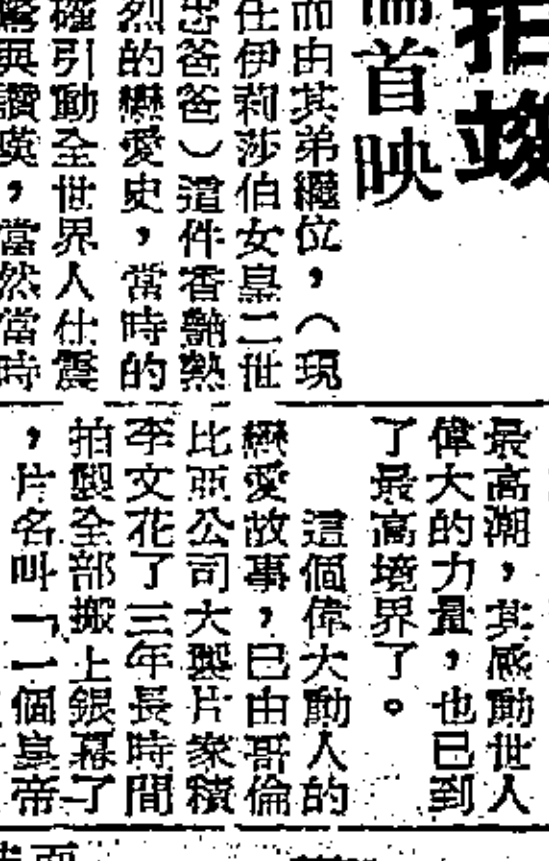 拍竣
首映
而由其弟繼位，（現
任伊莉莎伯女皇二世
爸爸）這件香艷熱
烈的戀愛史，當時的
確引動全世界人仕震
與讚嘆，當然當時
最高潮，其感動世人
偉大的力量，也已到
了最高境界了。
這個偉大動人的
戀愛故事，已由哥倫
比亞公司大製片家積
李文花了三年長時間
拍製全部搬上銀幕了
，片名叫「一個皇帝